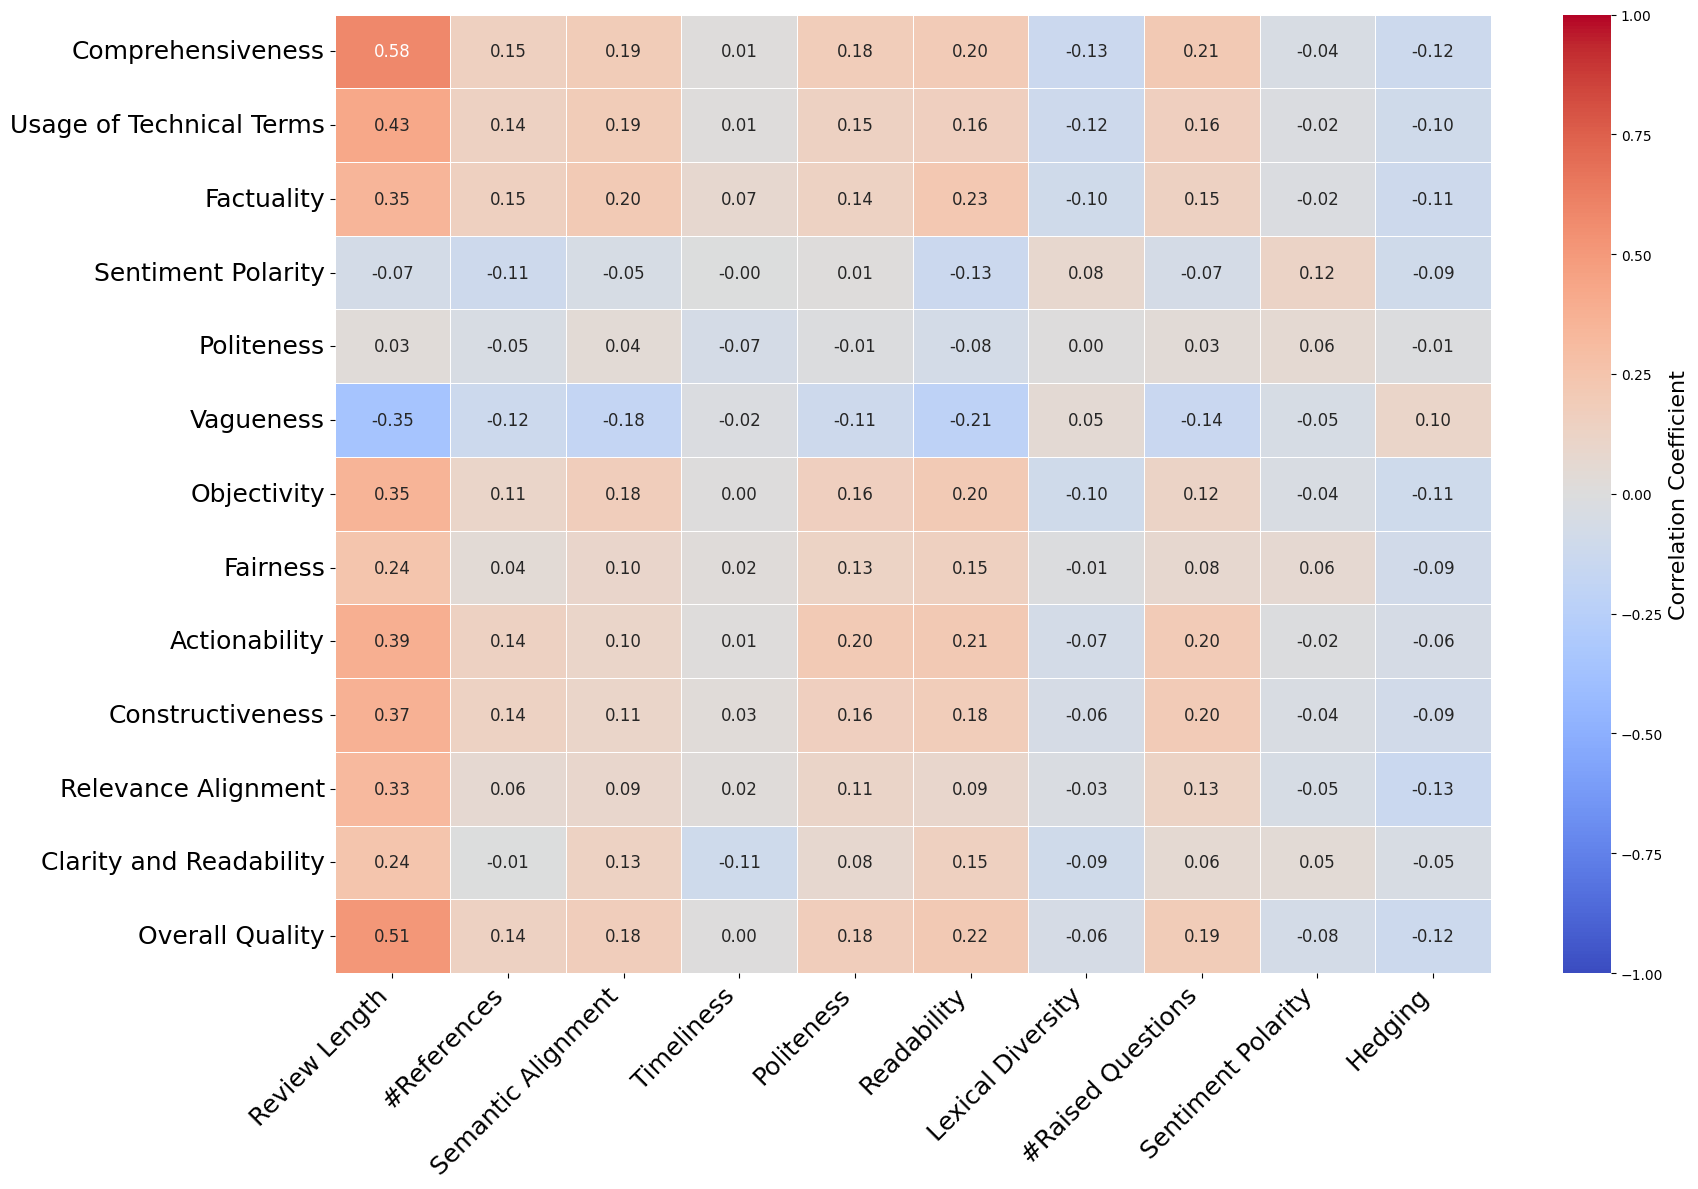 Comprehensiveness 0.58 0.15 0.19 0.01 0.18 0.20 -0.13 0.21 -0.04 -0.12
Usage of Technical Terms 0.43 0.14 0.19 0.01 0.15 0.16 -0.12 0.16 -0.02 -0.10
Factuality 0.35 0.15 0.20 0.07 0.14 0.23 -0.10 0.15 -0.02 -0.11
Sentiment Polarity -0.07 -0.11 -0.05 -0.00 0.01 -0.13 0.08 -0.07 0.12 -0.09
Politeness 0.03 -0.05 0.04 -0.07 -0.01 -0.08 0.00 0.03 0.06 -0.01
Vagueness -0.35 -0.12 -0.18 -0.02 -0.11 -0.21 0.05 -0.14 -0.05 0.10
Objectivity 0.35 0.11 0.18 0.00 0.16 0.20 -0.10 0.12 -0.04 -0.11
Fairness 0.24 0.04 0.10 0.02 0.13 0.15 -0.01 0.08 0.06 -0.09
Actionability 0.39 0.14 0.10 0.01 0.20 0.21 -0.07 0.20 -0.02 -0.06
Constructiveness 0.37 0.14 0.11 0.03 0.16 0.18 -0.06 0.20 -0.04 -0.09
Relevance Alignment 0.33 0.06 0.09 0.02 0.11 0.09 -0.03 0.13 -0.05 -0.13
Clarity and Readability 0.24 -0.01 0.13 -0.11 0.08 0.15 -0.09 0.06 0.05 -0.05
Overall Quality 0.51 0.14 0.18 0.00 0.18 0.22 -0.06 0.19 -0.08 -0.12
Review Length
#References
Semantic Alignment
Timeliness
Politeness
Readability
Lexical Diversity
#Raised Questions
Sentiment Polarity
Hedging
1.00
0.75
0.50
0.25
0.00
−0.25
−0.50
−0.75
−1.00
Correlation Coefficient